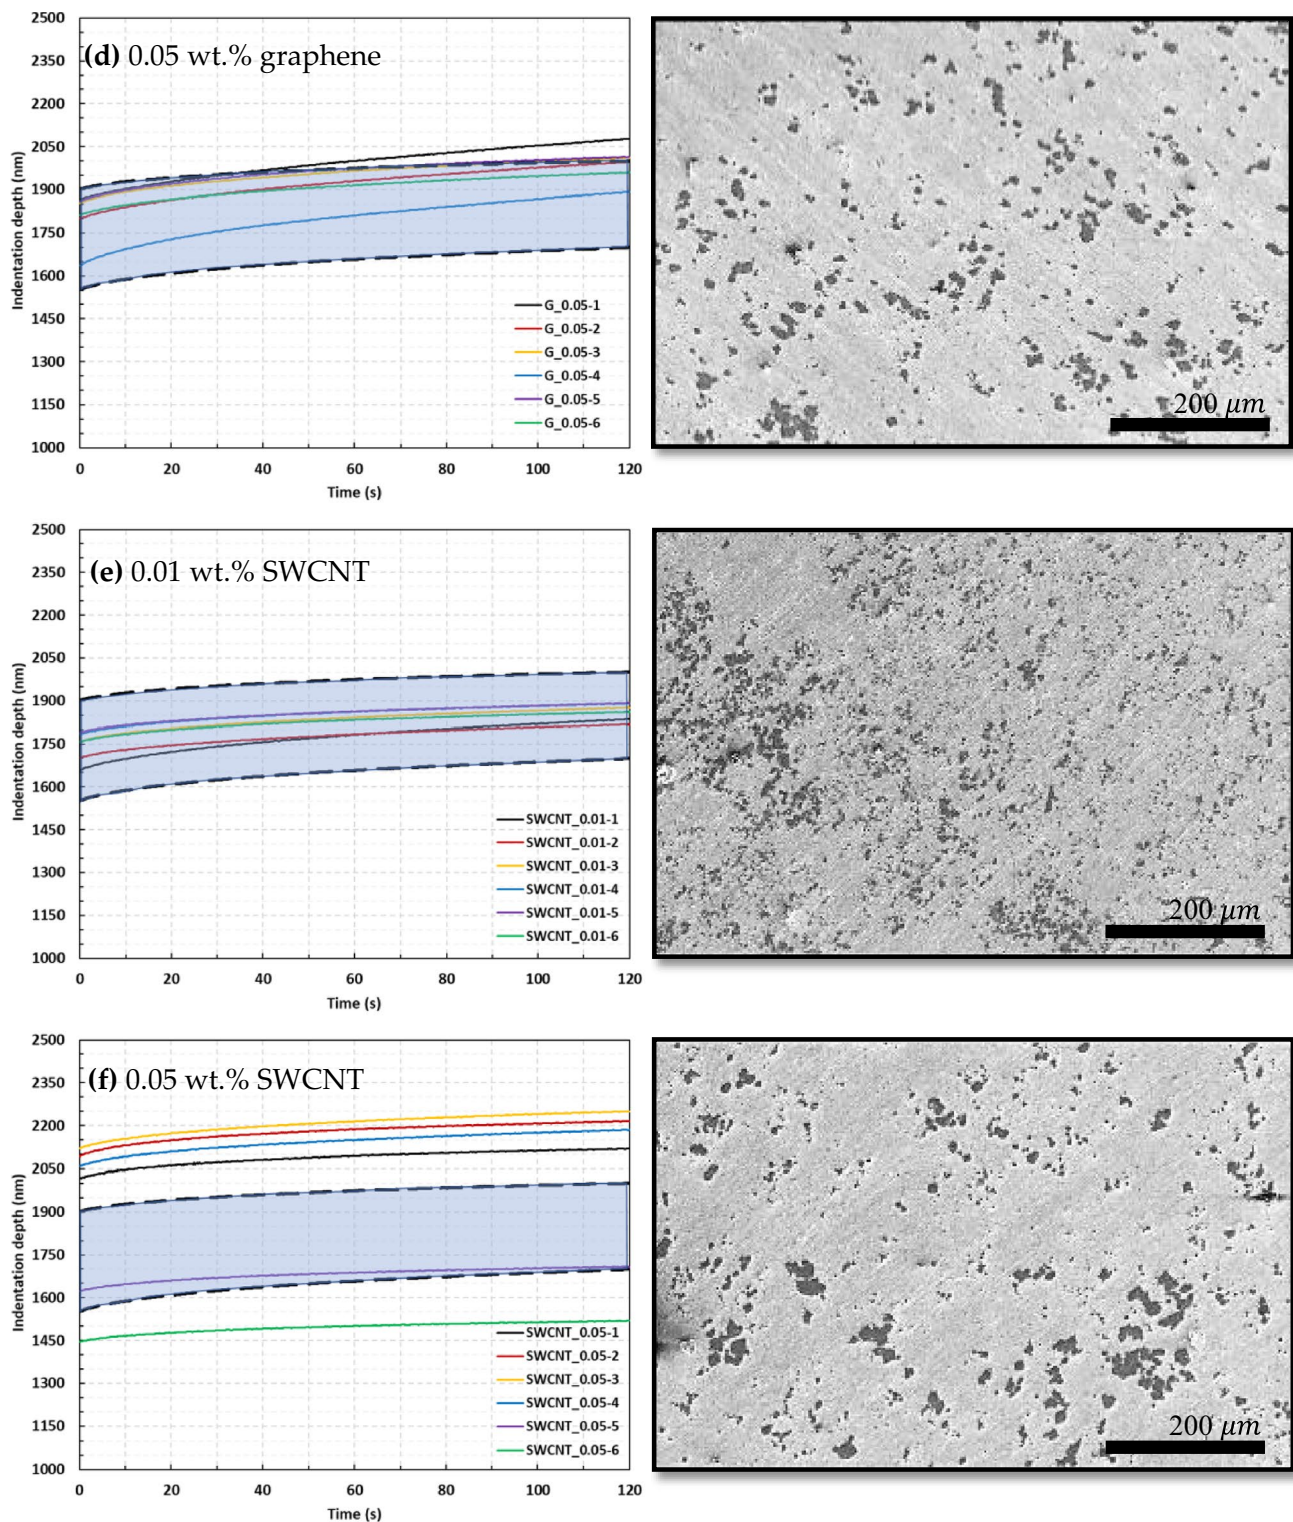 2500
(d) 0.05 wt.% graphene
2350
2200
2050
1900
1750
1600
1450
1300
1150
1000
Indentation depth (nm)
G_0.05-1
G_0.05-2
G_0.05-3
G_0.05-4
G_0.05-5
G_0.05-6
0 20 40 60 80 100 120
Time (s)
200 μm
2500
(e) 0.01 wt.% SWCNT
2350
2200
2050
1900
1750
1600
1450
1300
1150
1000
Indentation depth (nm)
SWCNT_0.01-1
SWCNT_0.01-2
SWCNT_0.01-3
SWCNT_0.01-4
SWCNT_0.01-5
SWCNT_0.01-6
0 20 40 60 80 100 120
Time (s)
200 μm
2500
(f) 0.05 wt.% SWCNT
2350
2200
2050
1900
1750
1600
1450
1300
1150
1000
Indentation depth (nm)
SWCNT_0.05-1
SWCNT_0.05-2
SWCNT_0.05-3
SWCNT_0.05-4
SWCNT_0.05-5
SWCNT_0.05-6
0 20 40 60 80 100 120
Time (s)
200 μm